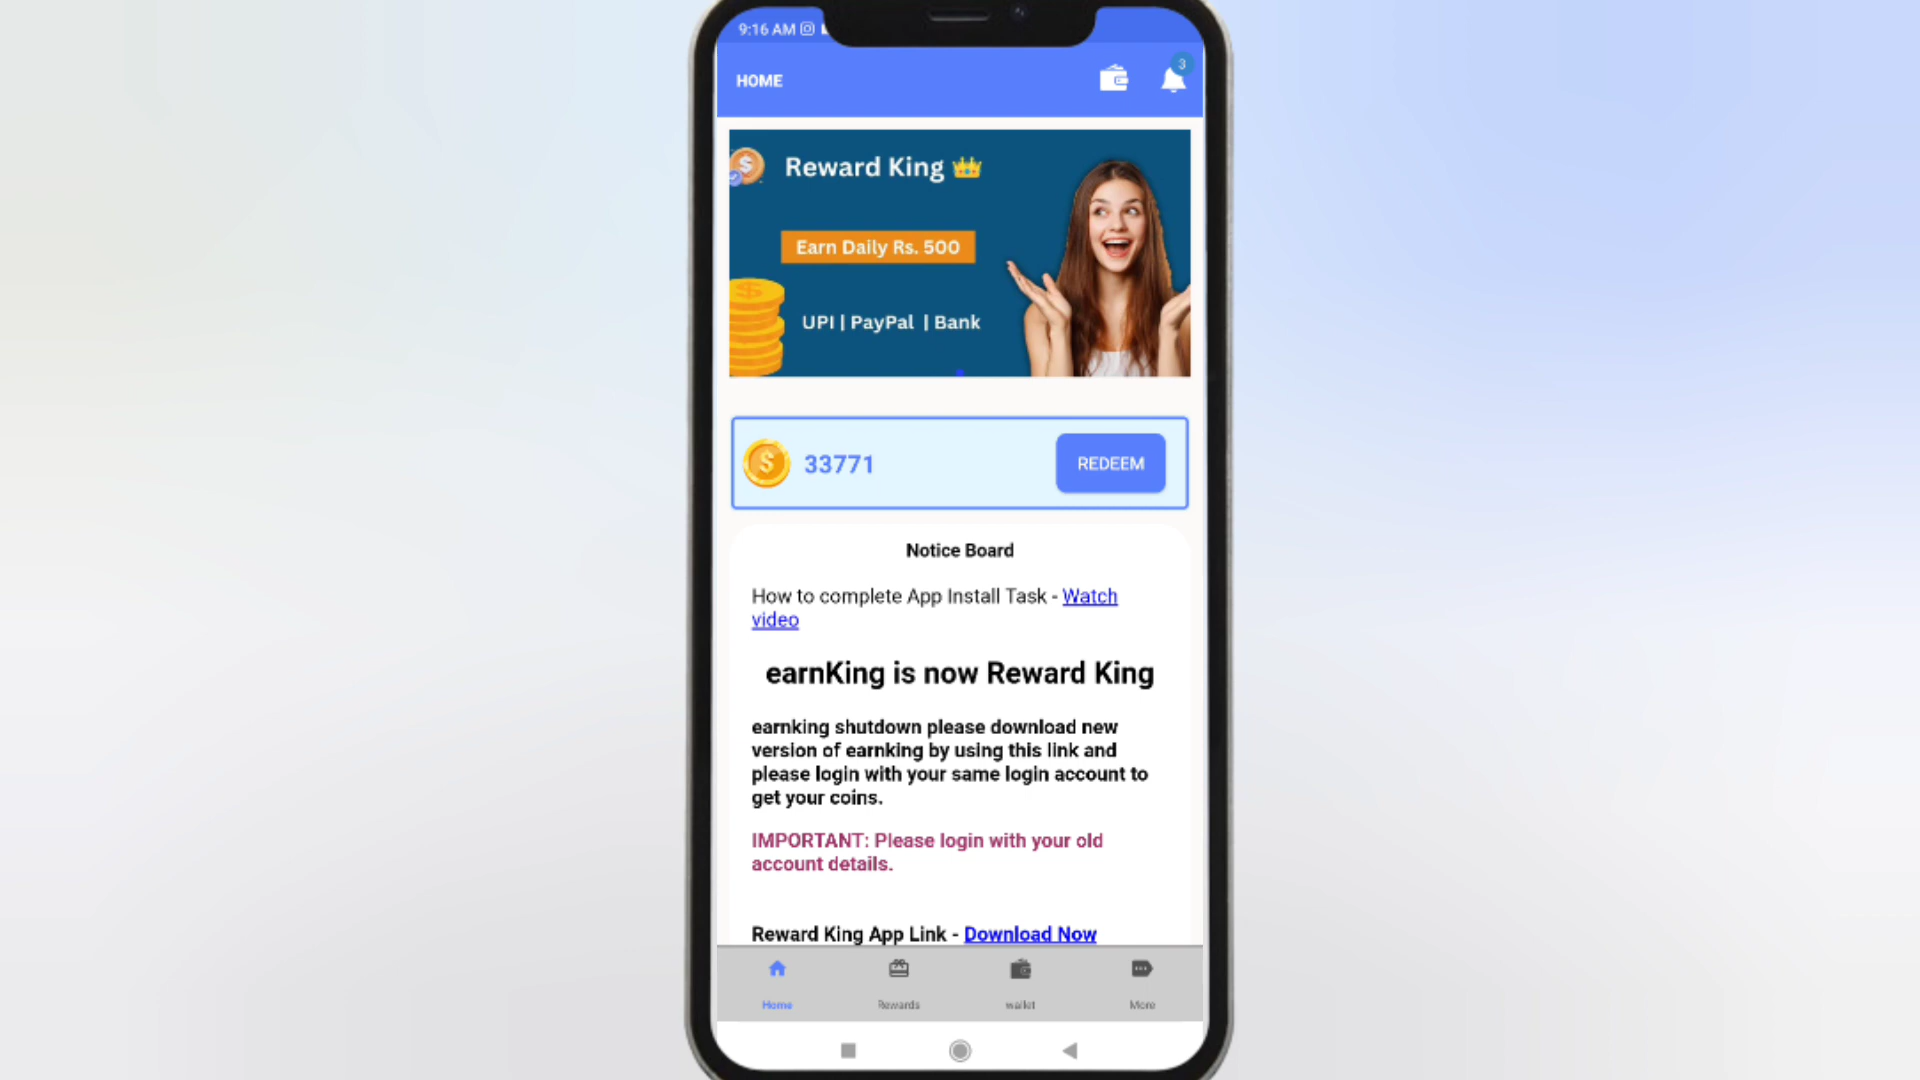 9:16 AM
HOME
3
Reward King
Earn Daily Rs. 500
UPI | PayPal | Bank
33771
REDEEM
Notice Board
How to complete App Install Task - Watch
video
earnKing is now Reward King
earnking shutdown please download new
version of earnking by using this link and
please login with your same login account to
get your coins.
IMPORTANT: Please login with your old
account details.
Reward King App Link - Download Now
Home
Rewards
wallet
More